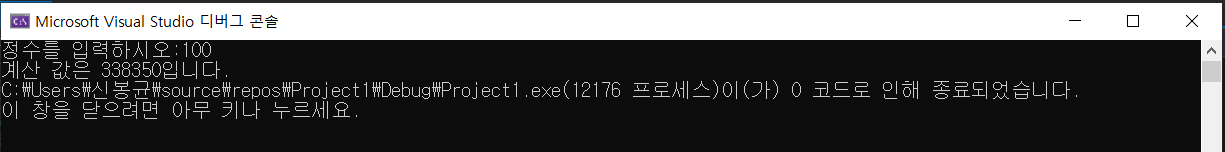 Microsoft Visual Studio 디버그 콘솔
정수를 입력하시오:100
계산 값은 338350입니다.
C:₩Users₩신봉균₩source₩repos₩Project1₩Debug₩Project1.exe(12176 프로세스)이(가) 0 코드로 인해 종료되었습니다.
이 창을 닫으려면 아무 키나 누르세요.